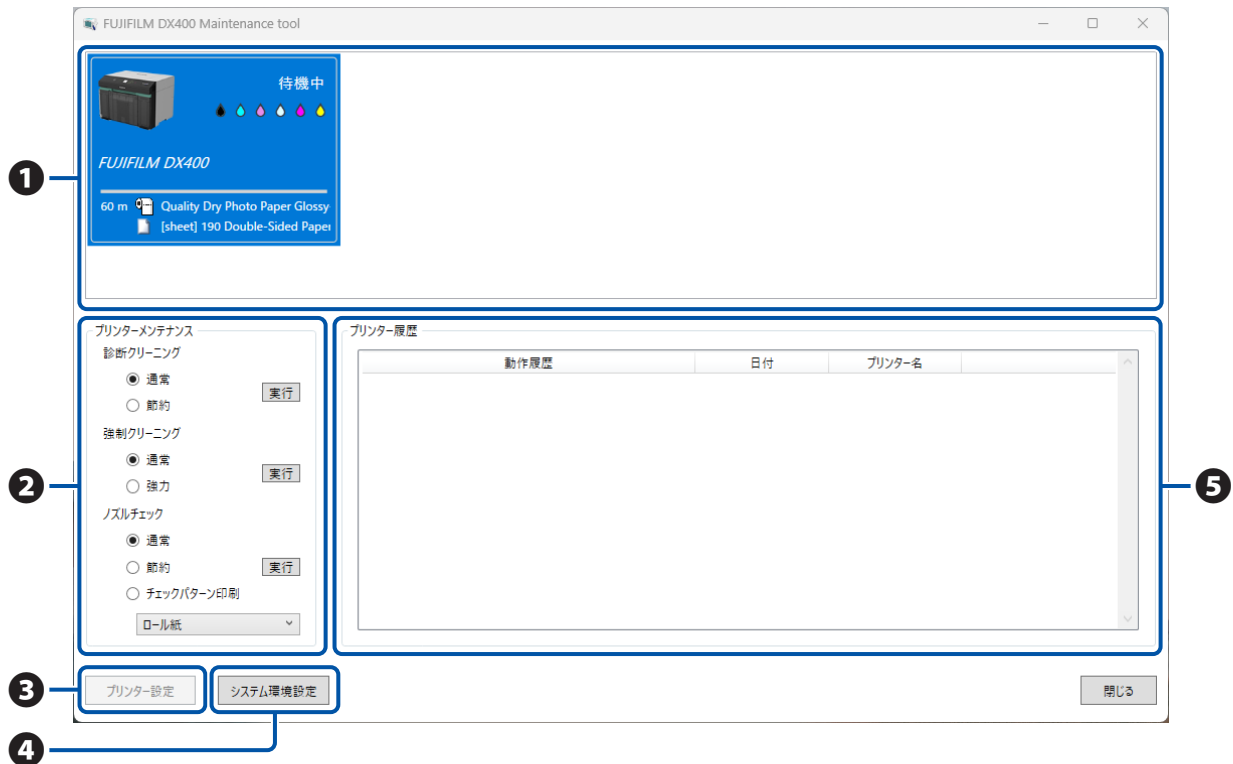 FUJIFILM DX400 Maintenance tool
待機中
FUJIFILM DX400
60 m Quality Dry Photo Paper Glossy
[sheet] 190 Double-Sided Paper
❶
プリンターメンテナンス
診断クリーニング
通常
節約
実行
強制クリーニング
通常
強力
実行
ノズルチェック
通常
節約
実行
チェックパターン印刷
ロール紙
❷
プリンター履歴
動作履歴 日付 プリンター名
❺
❸
プリンター設定
システム環境設定
閉じる
❹